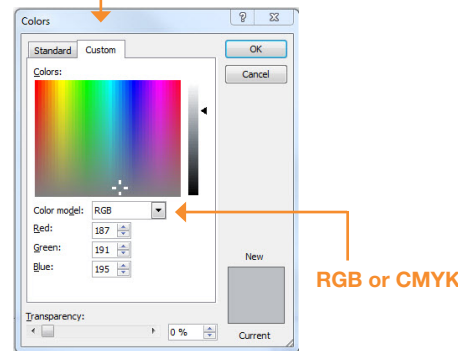 Colors
Standard Custom
OK
Cancel
Colors:
Color model: RGB
Red: 187
Green: 191
Blue: 195
New
RGB or CMYK
Transparency:
0 %
Current